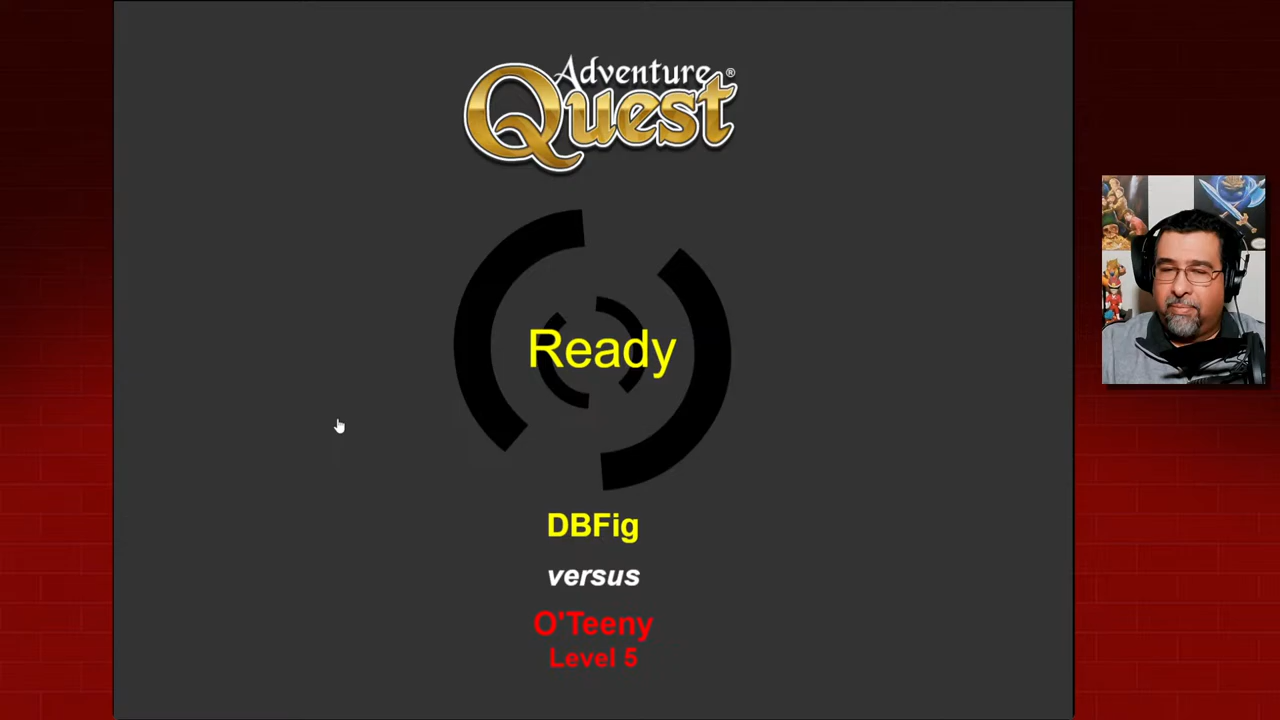 Adventure®
Quest
Ready
DBFig
versus
O'Teeny
Level 5